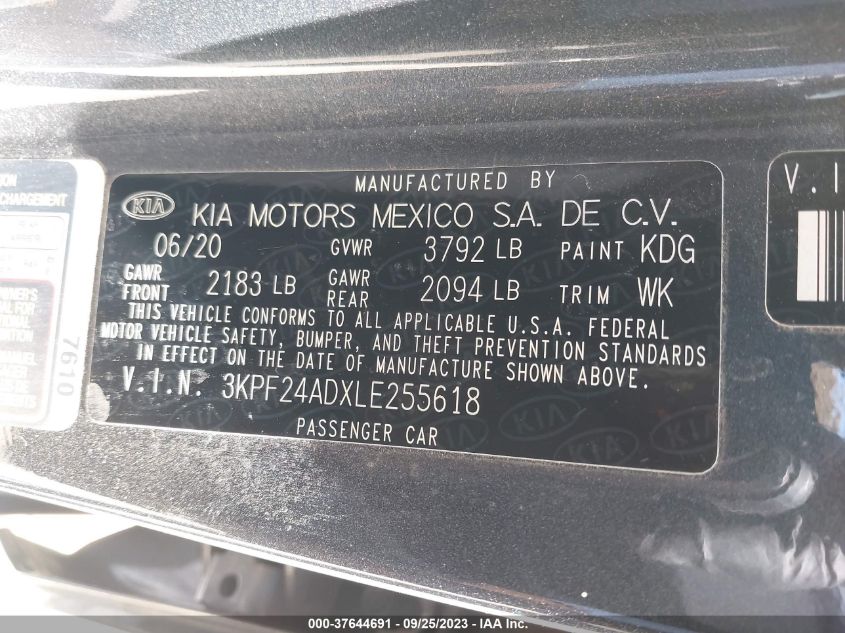 MANUFACTURED BY
KIA KIA MOTORS MEXICO S.A. DE C.V.
06/20 GVWR 3792 LB PAINT KDG
GAWR FRONT 2183 LB GAWR REAR 2094 LB TRIM WK
THIS VEHICLE CONFORMS TO ALL APPLICABLE U.S.A. FEDERAL
MOTOR VEHICLE SAFETY, BUMPER, AND THEFT PREVENTION STANDARDS
IN EFFECT ON THE DATE OF MANUFACTURE SHOWN ABOVE.
V.I.N. 3KPF24ADXLE255618
PASSENGER CAR
7610
V.I
000-37644691 - 09/25/2023 - IAA Inc.